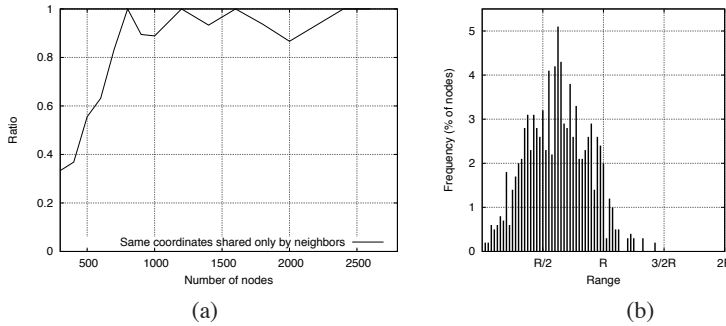 1
0.8
0.6
0.4
0.2
0
Ratio
Same coordinates shared only by neighbors
500 1000 1500 2000 2500
Number of nodes
(a)
5
4
3
2
1
0
Frequency (% of nodes)
R/2 R 3/2R 2R
Range
(b)